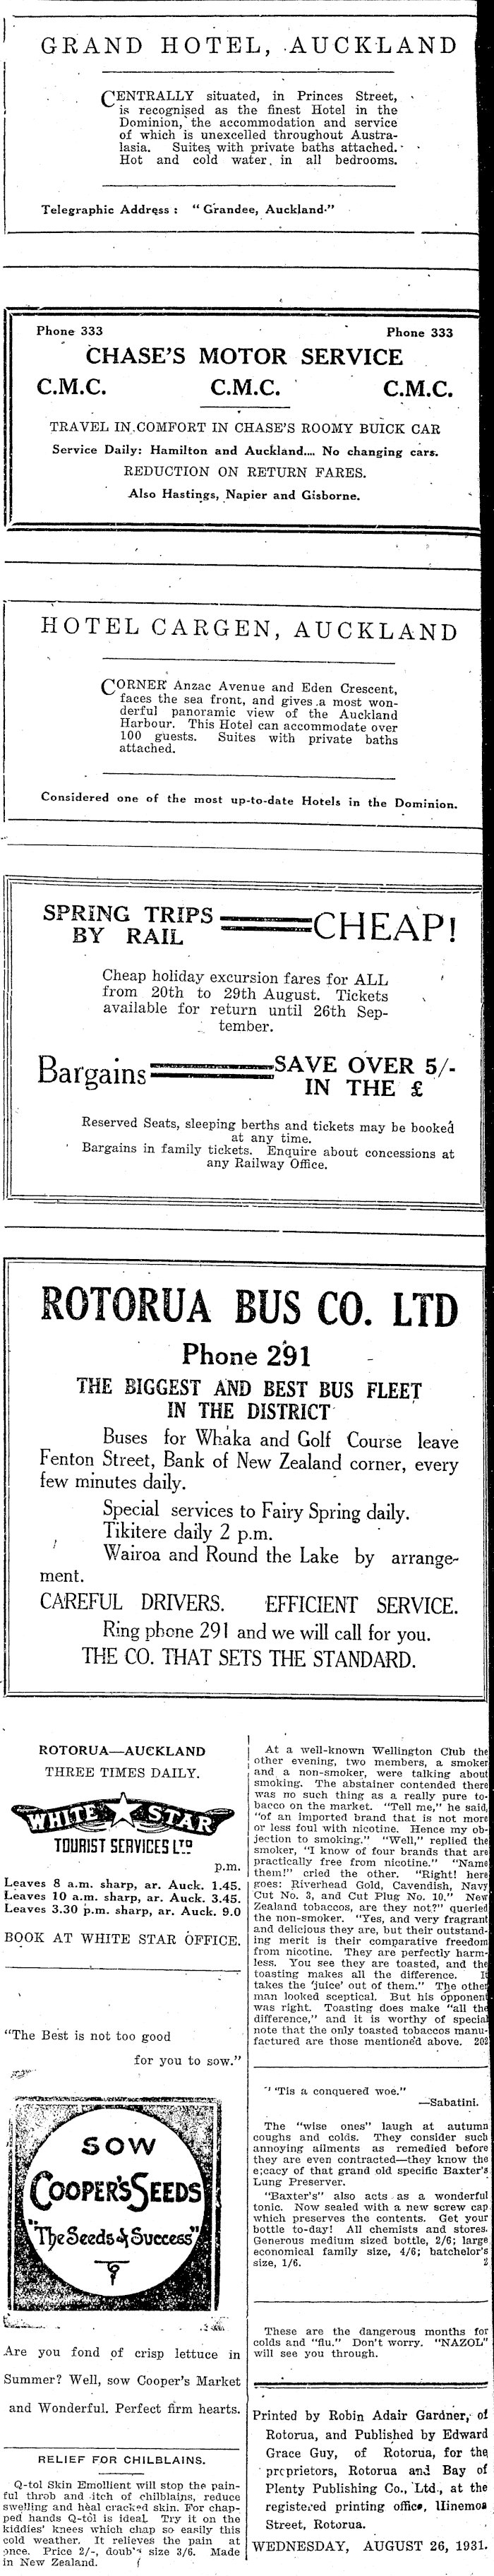 GRAND HOTEL, AUCKLAND
CENTRALLY situated, in Princes Street,
is recognised as the finest Hotel in the
Dominion, the accommodation and service
of which is unexcelled throughout Austra-
lasia. Suites with private baths attached.
Hot and cold water in all bedrooms.
Telegraphic Address : "Grandee, Auckland."
Phone 333 Phone 333
CHASE'S MOTOR SERVICE
C.M.C. C.M.C. C.M.C.
TRAVEL IN COMFORT IN CHASE'S ROOMY BUICK CAR
Service Daily: Hamilton and Auckland.... No changing cars.
REDUCTION ON RETURN FARES.
Also Hastings, Napier and Gisborne.
HOTEL CARGEN, AUCKLAND
CORNER Anzac Avenue and Eden Crescent,
faces the sea front, and gives a most won-
derful panoramic view of the Auckland
Harbour. This Hotel can accommodate over
100 guests. Suites with private baths
attached.
Considered one of the most up-to-date Hotels in the Dominion.
SPRING TRIPS
BY RAIL
CHEAP!
Cheap holiday excursion fares for ALL
from 20th to 29th August. Tickets
available for return until 26th Sep-
tember.
Bargains
SAVE OVER 5/-
IN THE £
Reserved Seats, sleeping berths and tickets may be booked
at any time.
Bargains in family tickets. Enquire about concessions at
any Railway Office.
ROTORUA BUS CO. LTD
Phone 291
THE BIGGEST AND BEST BUS FLEET
IN THE DISTRICT
Buses for Whaka and Golf Course leave
Fenton Street, Bank of New Zealand corner, every
few minutes daily.
Special services to Fairy Spring daily.
Tikitere daily 2 p.m.
Wairoa and Round the Lake by arrange-
ment.
CAREFUL DRIVERS. EFFICIENT SERVICE.
Ring phone 291 and we will call for you.
THE CO. THAT SETS THE STANDARD.
ROTORUA—AUCKLAND
THREE TIMES DAILY.
WHITE STAR
TOURIST SERVICES LTD
p.m.
Leaves 8 a.m. sharp, ar. Auck. 1.45.
Leaves 10 a.m. sharp, ar. Auck. 3.45.
Leaves 3.30 p.m. sharp, ar. Auck. 9.0
BOOK AT WHITE STAR OFFICE.
"The Best is not too good
for you to sow."
SOW
COOPER'S SEEDS
"The Seeds of Success"
Are you fond of crisp lettuce in
Summer? Well, sow Cooper's Market
and Wonderful. Perfect firm hearts.
RELIEF FOR CHILBLAINS.
Q-tol Skin Emollient will stop the pain-
ful throb and itch of chilblains, reduce
swelling and heal cracked skin. For chap-
ped hands Q-tol is ideal. Try it on the
kiddies' knees which chap so easily this
cold weather. It relieves the pain at
once. Price 2/-, double size 3/6. Made
in New Zealand.
At a well-known Wellington Club the
other evening, two members, a smoker
and a non-smoker, were talking about
smoking. The abstainer contended there
was no such thing as a really pure to-
bacco on the market. "Tell me," he said,
"of an imported brand that is not more
or less foul with nicotine. Hence my ob-
jection to smoking." "Well," replied the
smoker, "I know of four brands that are
practically free from nicotine." "Name
them!" cried the other. "Right! here
goes: Riverhead Gold, Cavendish, Navy
Cut No. 3, and Cut Plug No. 10." New
Zealand tobaccos, are they not?" queried
the non-smoker. "Yes, and very fragrant
and delicious they are, but their outstand-
ing merit is their comparative freedom
from nicotine. They are perfectly harm-
less. You see they are toasted, and the
toasting makes all the difference. It
takes the 'juice' out of them." The other
man looked sceptical. But his opponent
was right. Toasting does make "all the
difference," and it is worthy of special
note that the only toasted tobaccos manu-
factured are those mentioned above. 202
"'Tis a conquered woe."
—Sabatini.
The "wise ones" laugh at autumn
coughs and colds. They consider such
annoying ailments as remedied before
they are even contracted—they know the
e;cacy of that grand old specific Baxter's
Lung Preserver.
"Baxter's" also acts as a wonderful
tonic. Now sealed with a new screw cap
which preserves the contents. Get your
bottle to-day! All chemists and stores.
Generous medium sized bottle, 2/6; large
economical family size, 4/6; batchelor's
size, 1/6. 2
These are the dangerous months for
colds and "flu." Don't worry. "NAZOL"
will see you through.
Printed by Robin Adair Gardner, of
Rotorua, and Published by Edward
Grace Guy, of Rotorua, for the
proprietors, Rotorua and Bay of
Plenty Publishing Co., Ltd., at the
registered printing office, Hinemoa
Street, Rotorua.
WEDNESDAY, AUGUST 26, 1931.